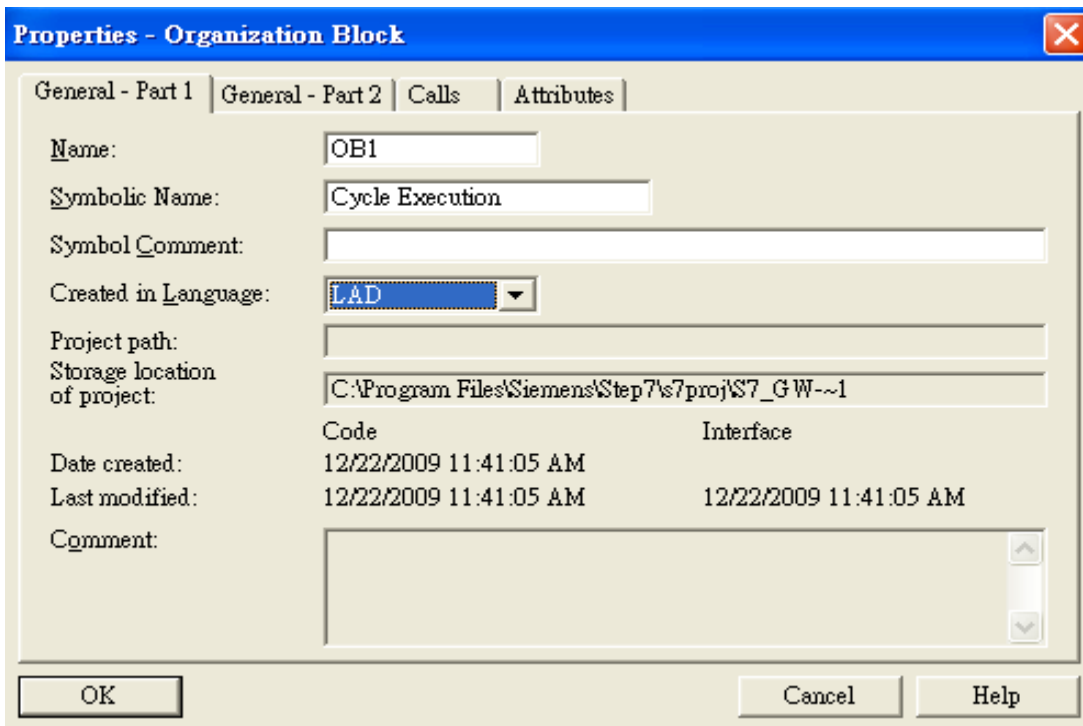 Properties - Organization Block
General - Part 1 General - Part 2 Calls Attributes
Name: OB1
Symbolic Name: Cycle Execution
Symbol Comment:
Created in Language: LAD
Project path:
Storage location
of project: C:\Program Files\Siemens\Step7\s7proj\S7_GW-~1
Code Interface
Date created: 12/22/2009 11:41:05 AM
Last modified: 12/22/2009 11:41:05 AM 12/22/2009 11:41:05 AM
Comment:
OK Cancel Help